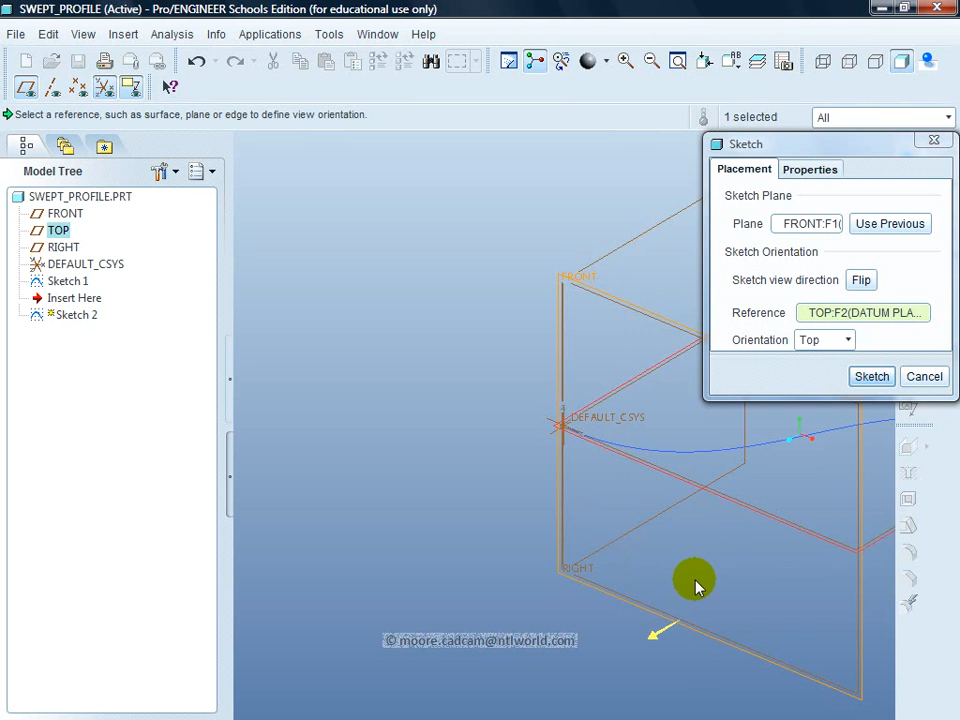 SWEPT_PROFILE (Active) - Pro/ENGINEER Schools Edition (for educational use only)
File Edit View Insert Analysis Info Applications Tools Window Help
Select a reference, such as surface, plane or edge to define view orientation.
1 selected
All
Model Tree
SWEPT_PROFILE.PRT
FRONT
TOP
RIGHT
DEFAULT_CSYS
Sketch 1
Insert Here
Sketch 2
Sketch
Placement Properties
Sketch Plane
Plane FRONT:F1( Use Previous
Sketch Orientation
Sketch view direction Flip
Reference TOP:F2(DATUM PLA...
Orientation Top
Sketch Cancel
FRONT
DEFAULT_CSYS
RIGHT
© moore.cadcam@ntlworld.com